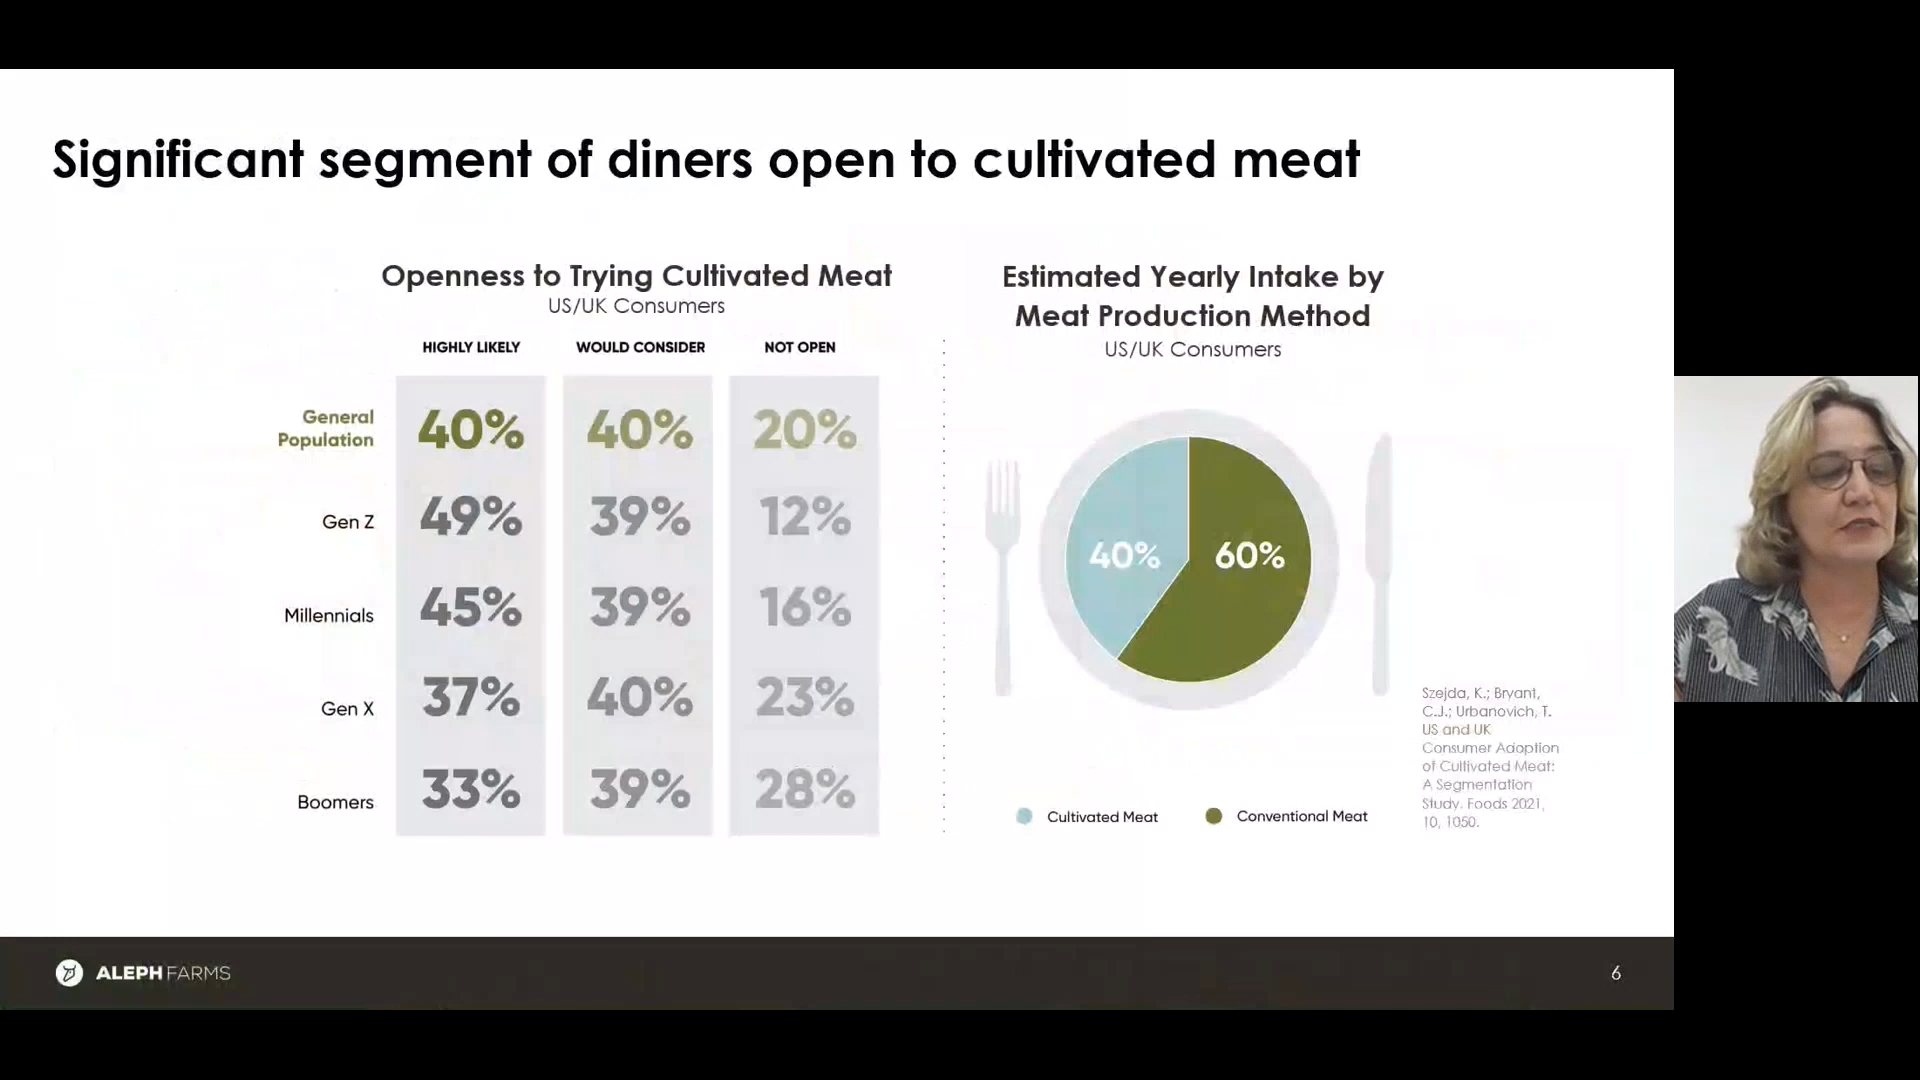 Significant segment of diners open to cultivated meat
Openness to Trying Cultivated Meat
US/UK Consumers
HIGHLY LIKELY WOULD CONSIDER NOT OPEN
General
Population
40% 40% 20%
Gen Z 49% 39% 12%
Millennials 45% 39% 16%
Gen X 37% 40% 23%
Boomers 33% 39% 28%
Estimated Yearly Intake by
Meat Production Method
US/UK Consumers
40% 60%
Cultivated Meat Conventional Meat
Szejda, K.; Bryant,
C.J.; Urbanovich, T.
US and UK
Consumer Adoption
of Cultivated Meat:
A Segmentation
Study. Foods 2021,
10, 1050.
ALEPH FARMS
6